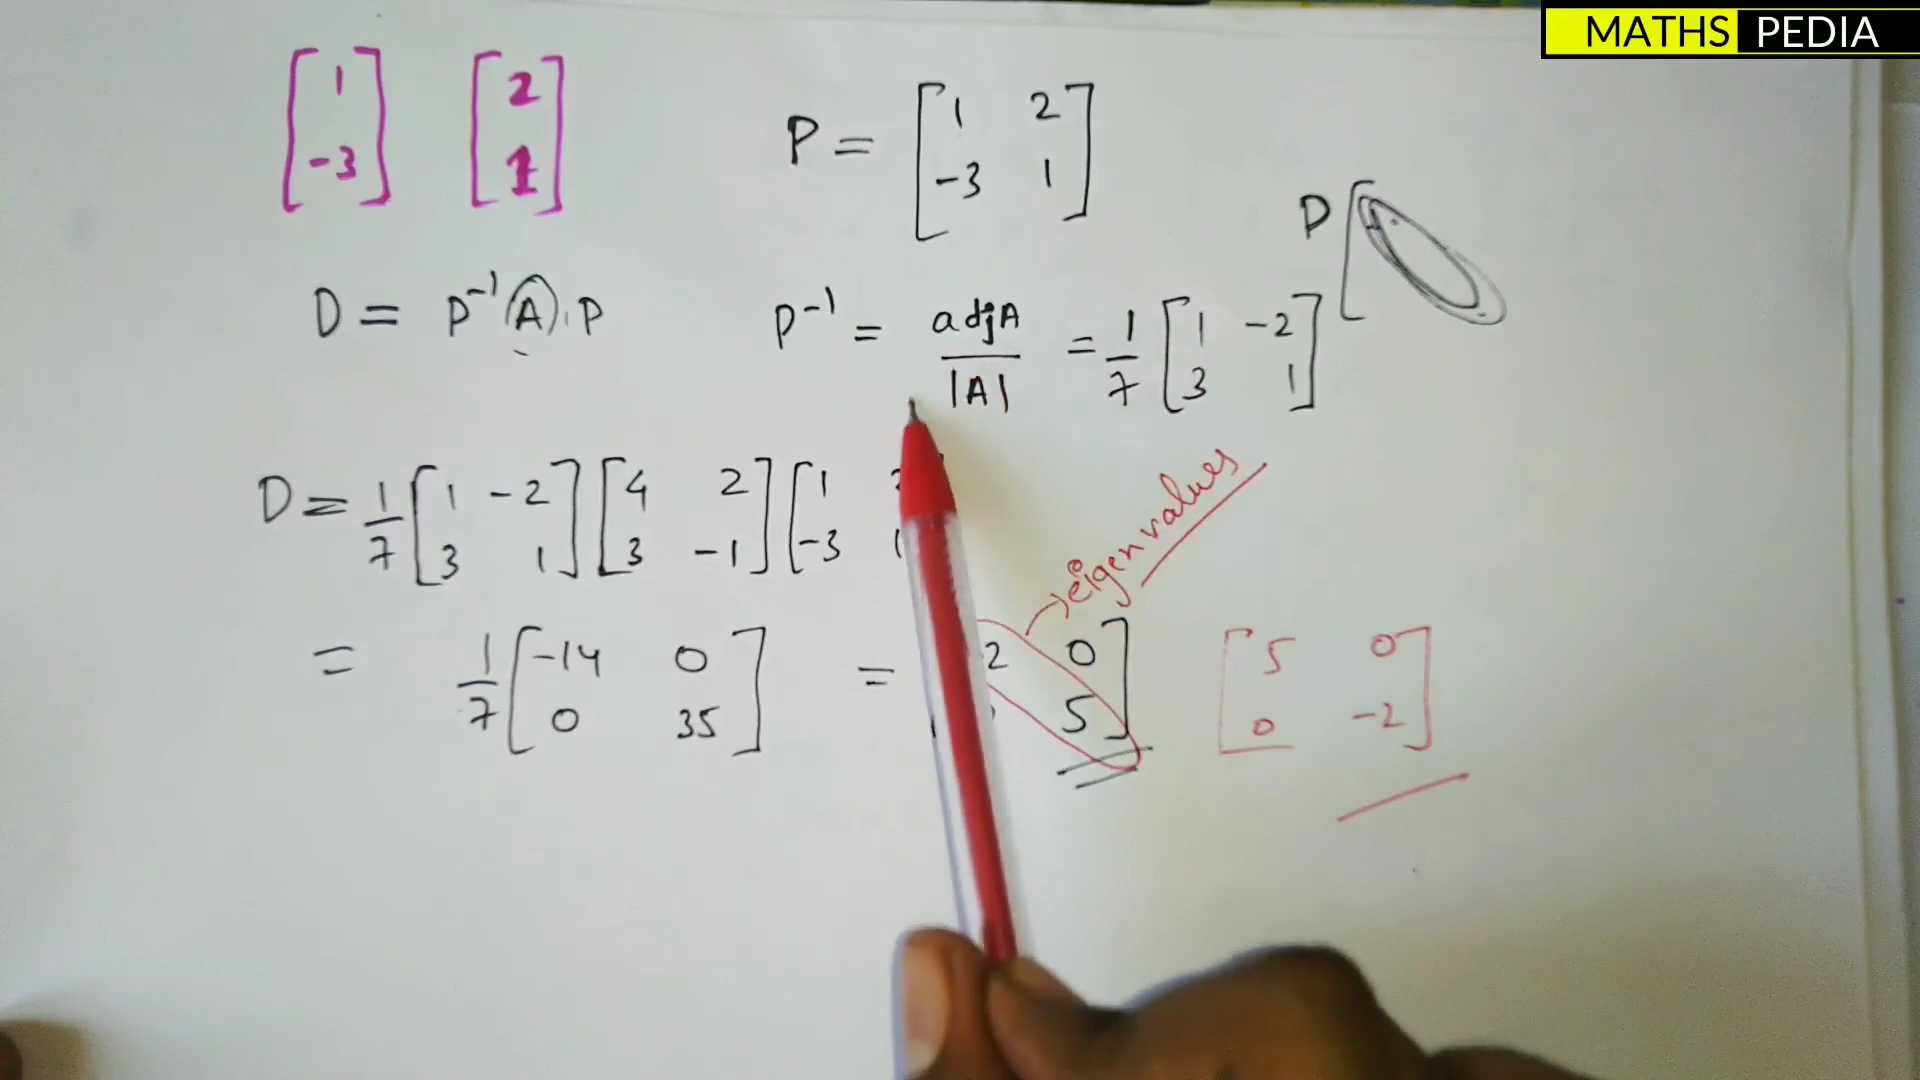 MATHS PEDIA
[1 -3] [2 1]
P = [1 2
-3 1]
D [
D = P⁻¹(A).P
P⁻¹ = adjA / |A| = 1/7 [1 -2
3 1]
D = 1/7 [1 -2
3 1] [4 2
3 -1] [1
-3
eigenvalues
= 1/7 [-14 0
0 35] = 2 0
5]
[5 0
0 -2]